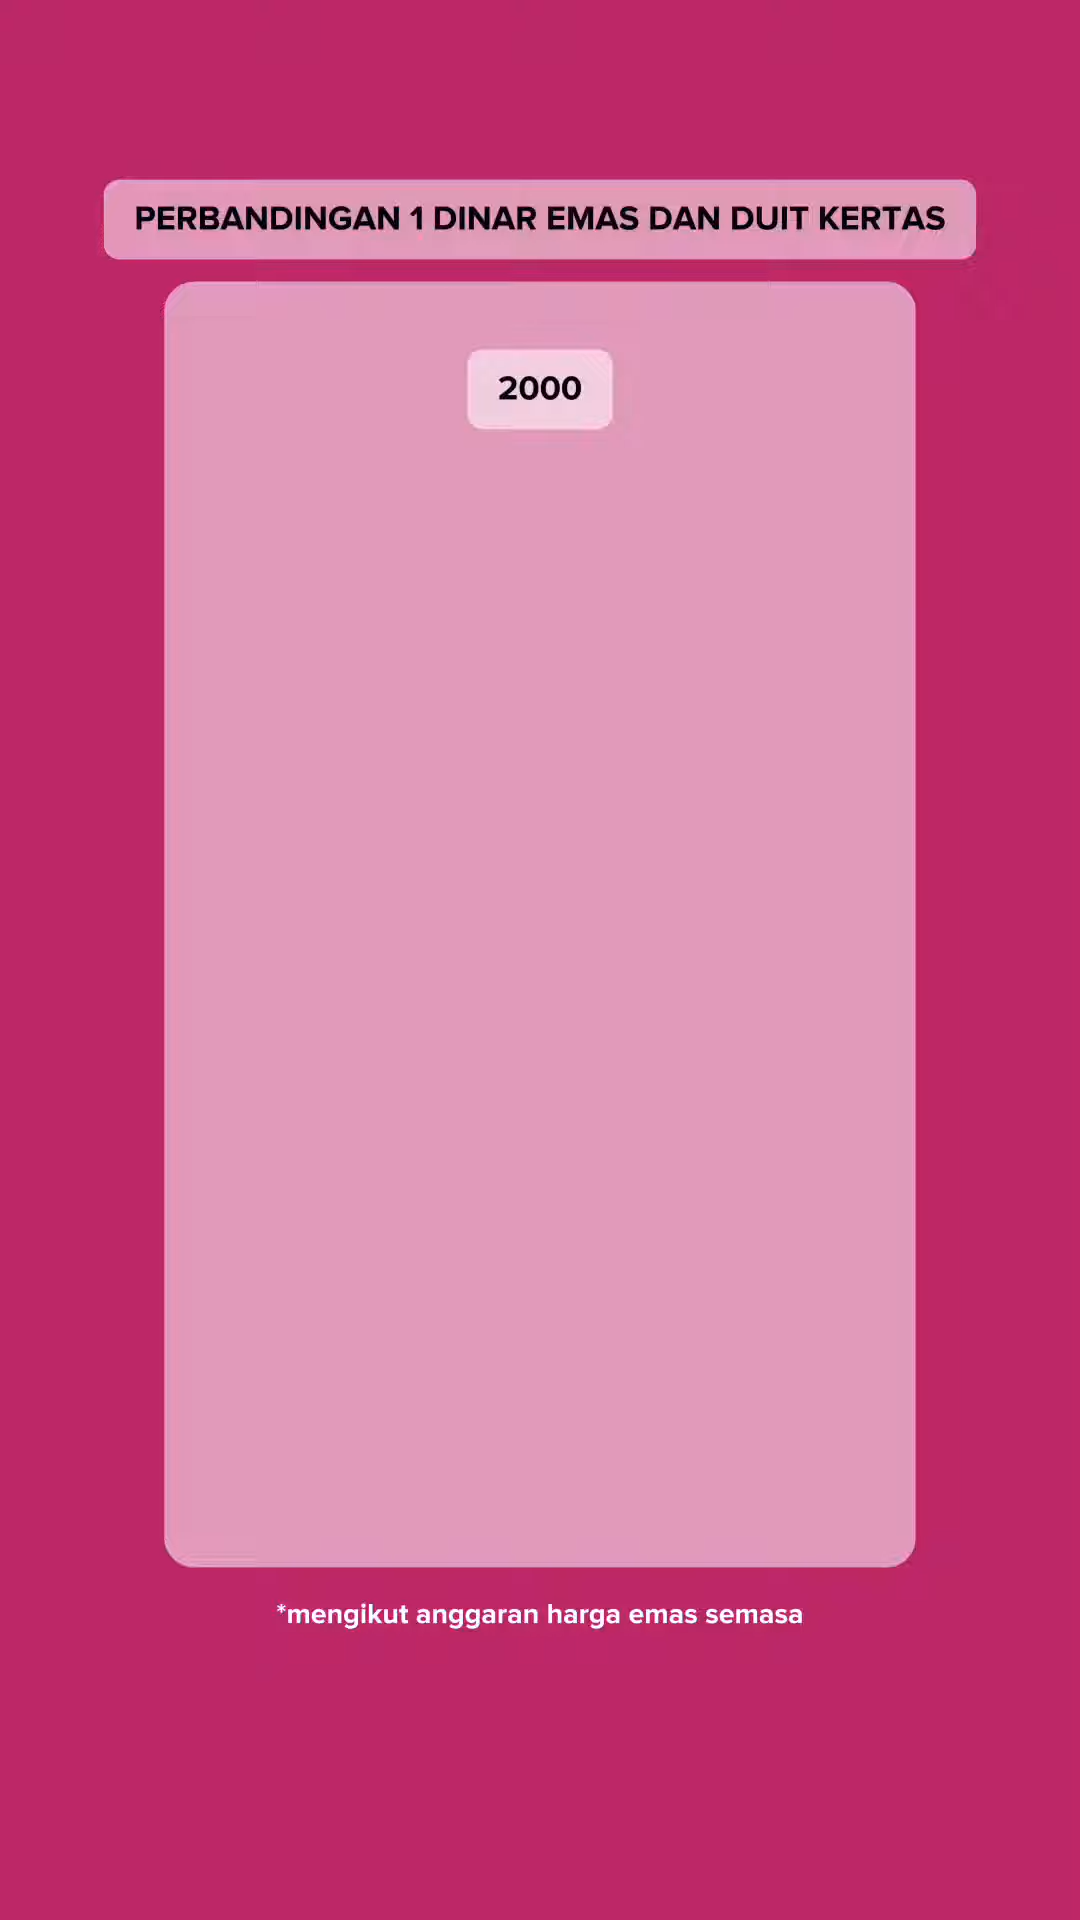 PERBANDINGAN 1 DINAR EMAS DAN DUIT KERTAS
2000
*mengikut anggaran harga emas semasa